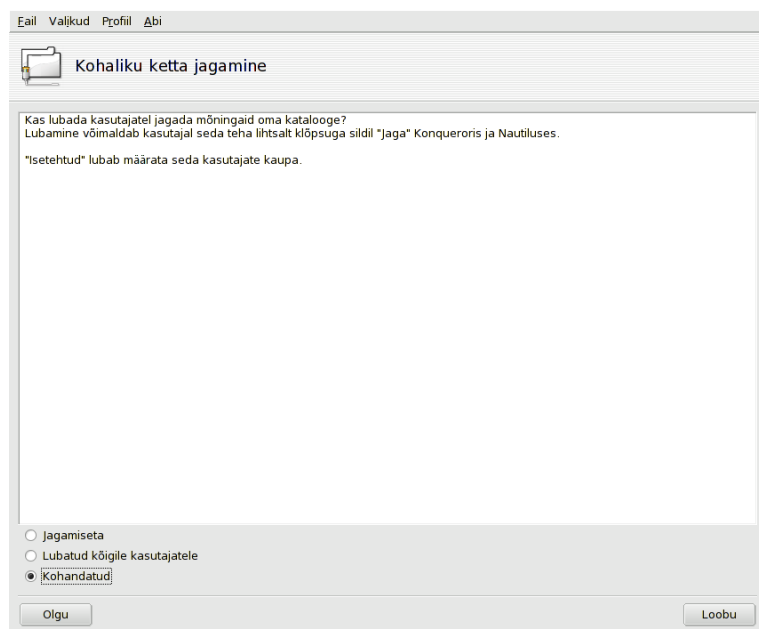 Fail Valikud Profiil Abi
Kohaliku ketta jagamine
Kas lubada kasutajatel jagada mõningaid oma katalooge?
Lubamine võimaldab kasutajal seda teha lihtsalt klõpsuga sildil "Jaga" Konqueroris ja Nautiluses.
"Isetehtud" lubab määrata seda kasutajate kaupa.
Jagamiseta
Lubatud kõigile kasutajatele
Kohandatud
Olgu Loobu